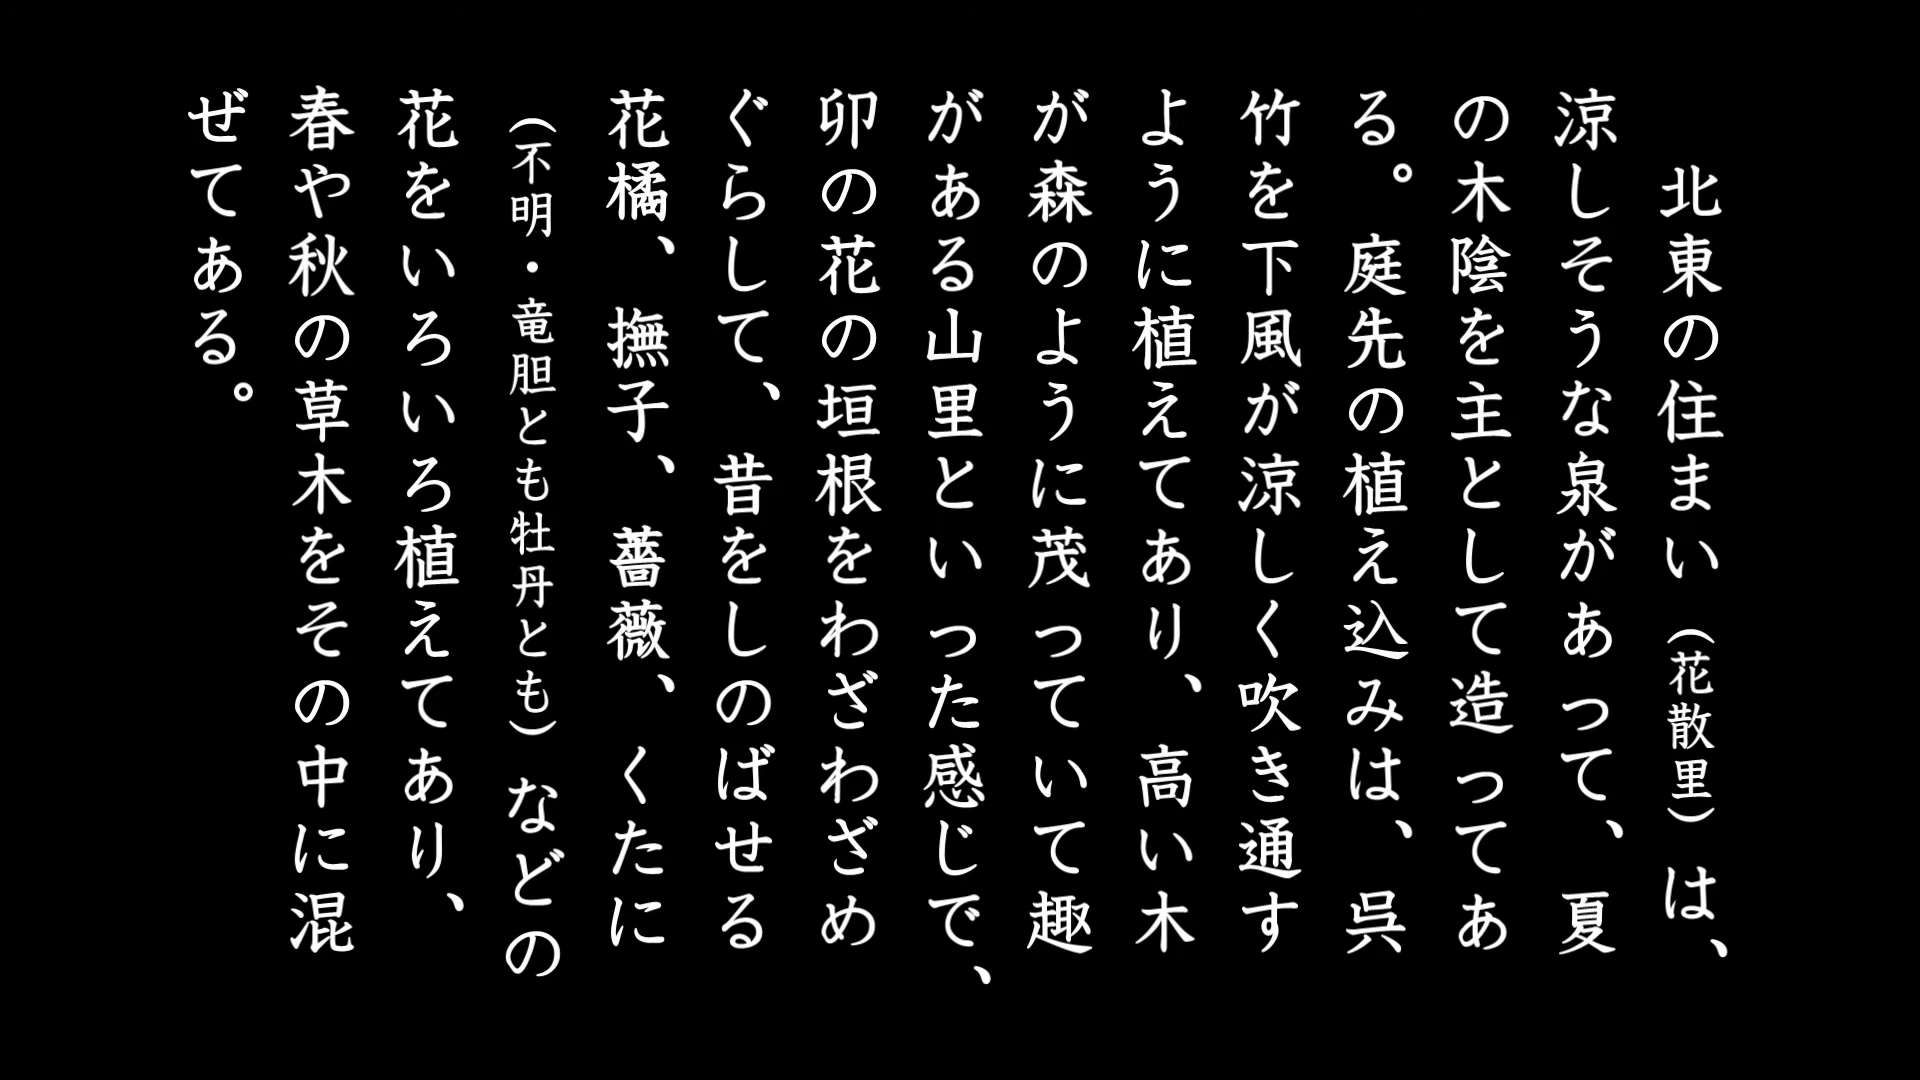 北東の住まい（花散里）は、
涼しそうな泉があって、夏
の木陰を主として造ってあ
る。庭先の植え込みは、呉
竹を下風が涼しく吹き通す
ように植えてあり、高い木
が森のように茂っていて趣
がある山里といった感じで、
卯の花の垣根をわざわざめ
ぐらして、昔をしのばせる
花橘、撫子、薔薇、くたに
（不明・竜胆とも牡丹とも）などの
花をいろいろ植えてあり、
春や秋の草木をその中に混
ぜてある。